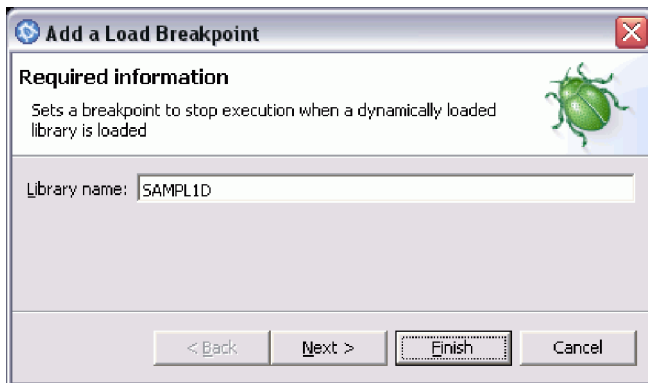 Add a Load Breakpoint
Required information
Sets a breakpoint to stop execution when a dynamically loaded
library is loaded
Library name: SAMPL1D
< Back Next > Finish Cancel